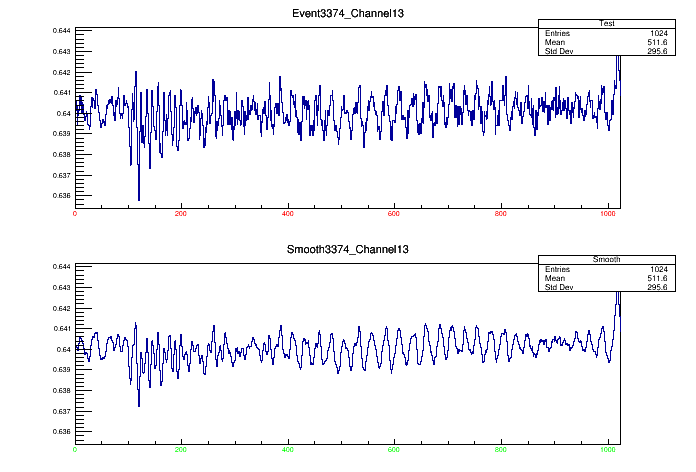 Event3374_Channel13
Test
Entries 1024
Mean 511.6
Std Dev 295.6
0.644
0.643
0.642
0.641
0.64
0.639
0.638
0.637
0.636
0 200 400 600 800 1000
Smooth3374_Channel13
Smooth
Entries 1024
Mean 511.6
Std Dev 295.6
0.644
0.643
0.642
0.641
0.64
0.639
0.638
0.637
0.636
0 200 400 600 800 1000